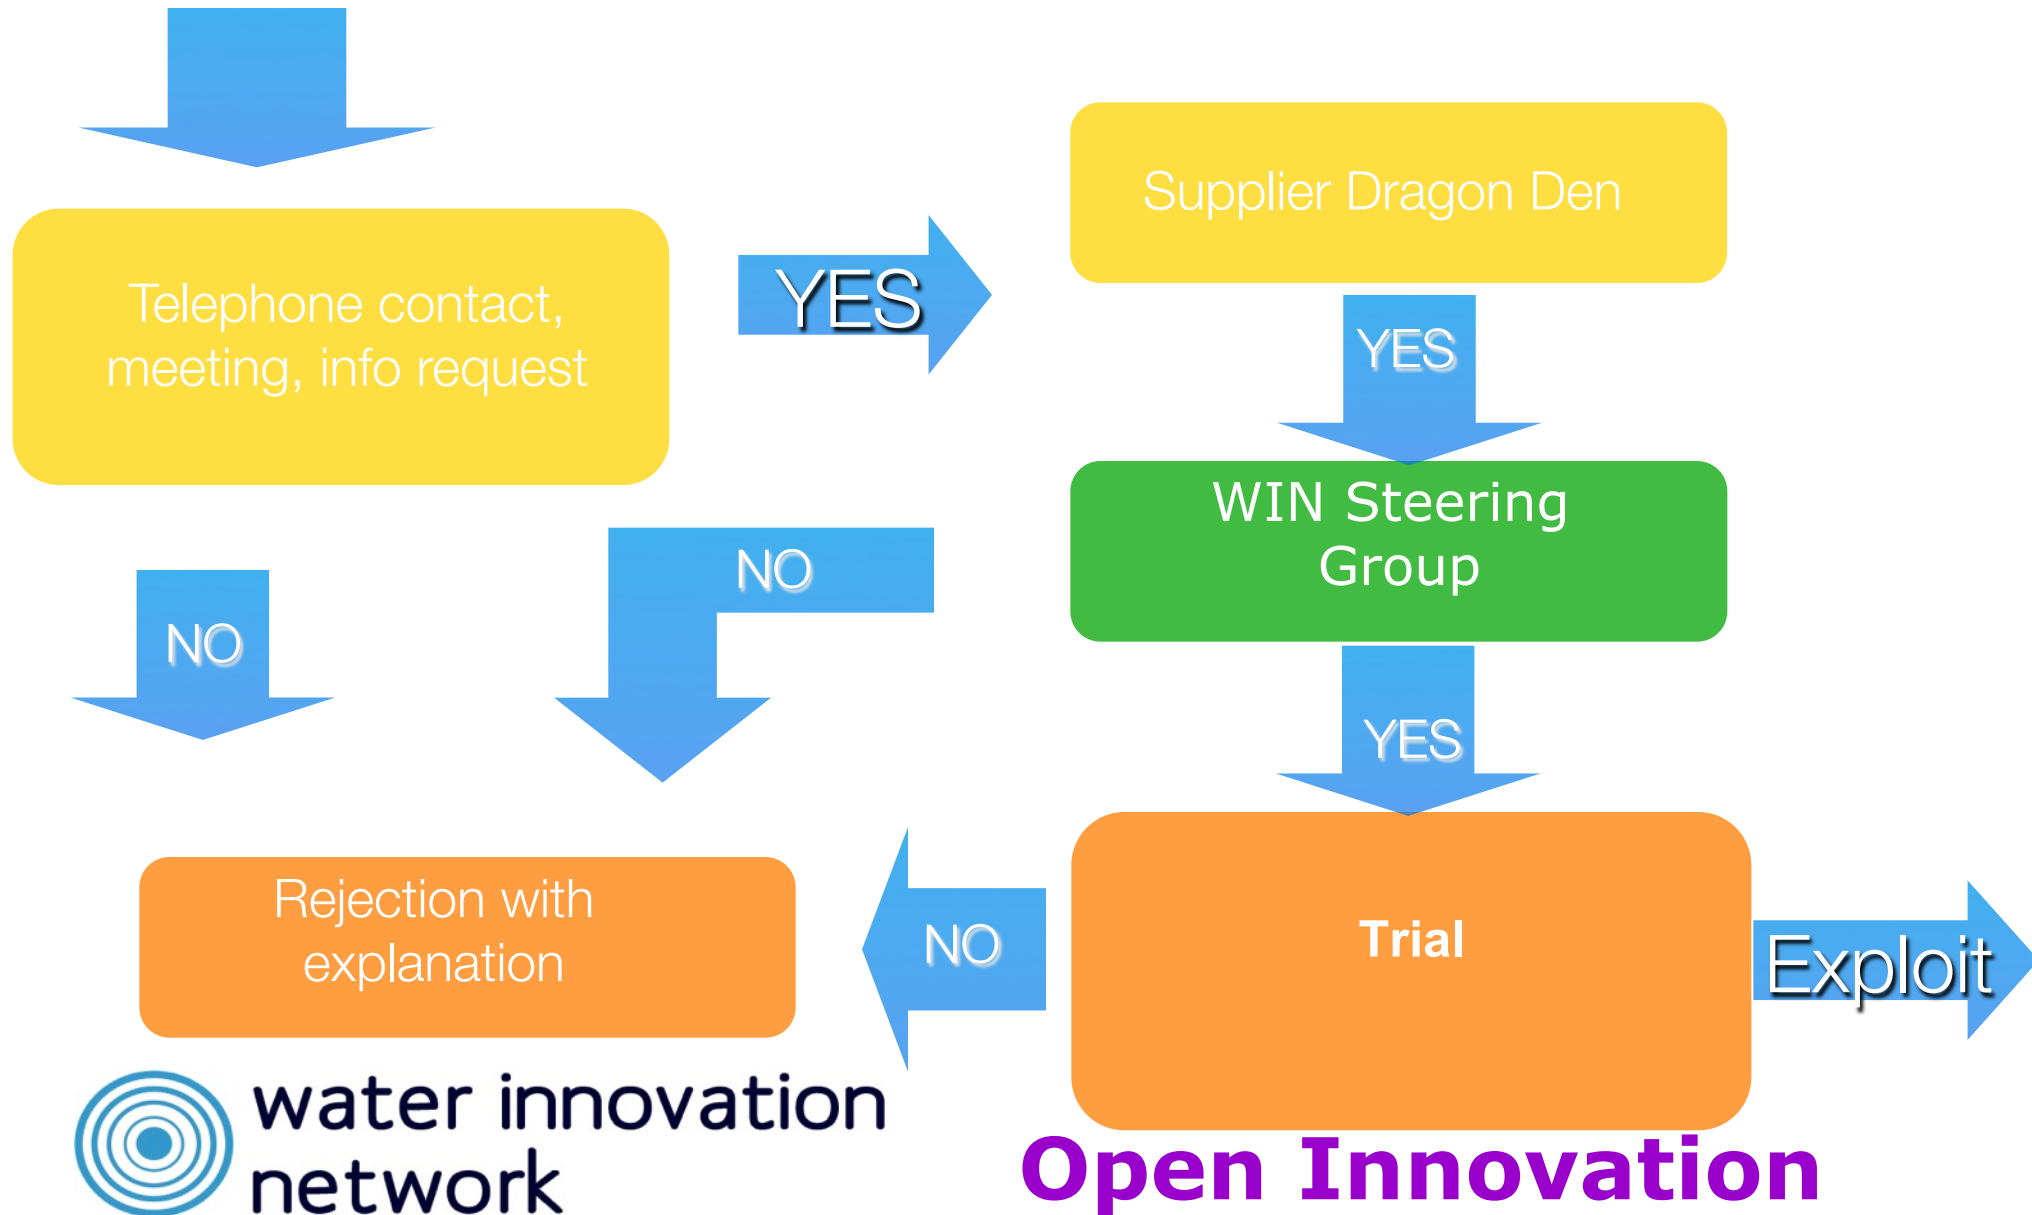 Supplier Dragon Den
Telephone contact,
meeting, info request
YES
YES
WIN Steering
Group
NO
NO
YES
Rejection with
explanation
NO
Trial
Exploit
water innovation
network
Open Innovation